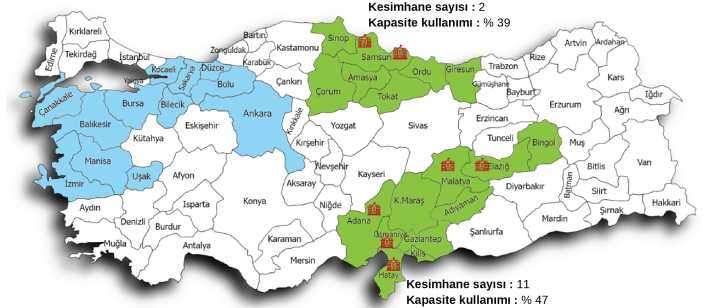 Kesimhane sayısı : 2
Kapasite kullanımı : % 39
Kırklareli
Edirne
Tekirdağ
İstanbul
Yalova
Kocaeli
Sakarya
Düzce
Zonguldak
Bartın
Karabük
Kastamonu
Sinop
Samsun
Ordu
Giresun
Trabzon
Rize
Artvin
Ardahan
Bolu
Çankırı
Çorum
Amasya
Tokat
Gümüşhane
Bayburt
Kars
Iğdır
Çanakkale
Balıkesir
Bursa
Bilecik
Ankara
Kırıkkale
Yozgat
Sivas
Erzincan
Erzurum
Ağrı
Kütahya
Eskişehir
Kırşehir
Tunceli
Bingöl
Muş
Manisa
Uşak
Afyon
Nevşehir
Kayseri
Malatya
Elazığ
Bitlis
Van
İzmir
Aksaray
Diyarbakır
Batman
Siirt
Aydın
Denizli
Isparta
Konya
Niğde
K.Maraş
Adıyaman
Mardin
Şırnak
Hakkari
Muğla
Burdur
Antalya
Karaman
Mersin
Adana
Osmaniye
Gaziantep
Kilis
Şanlıurfa
Hatay
Kesimhane sayısı : 11
Kapasite kullanımı : % 47